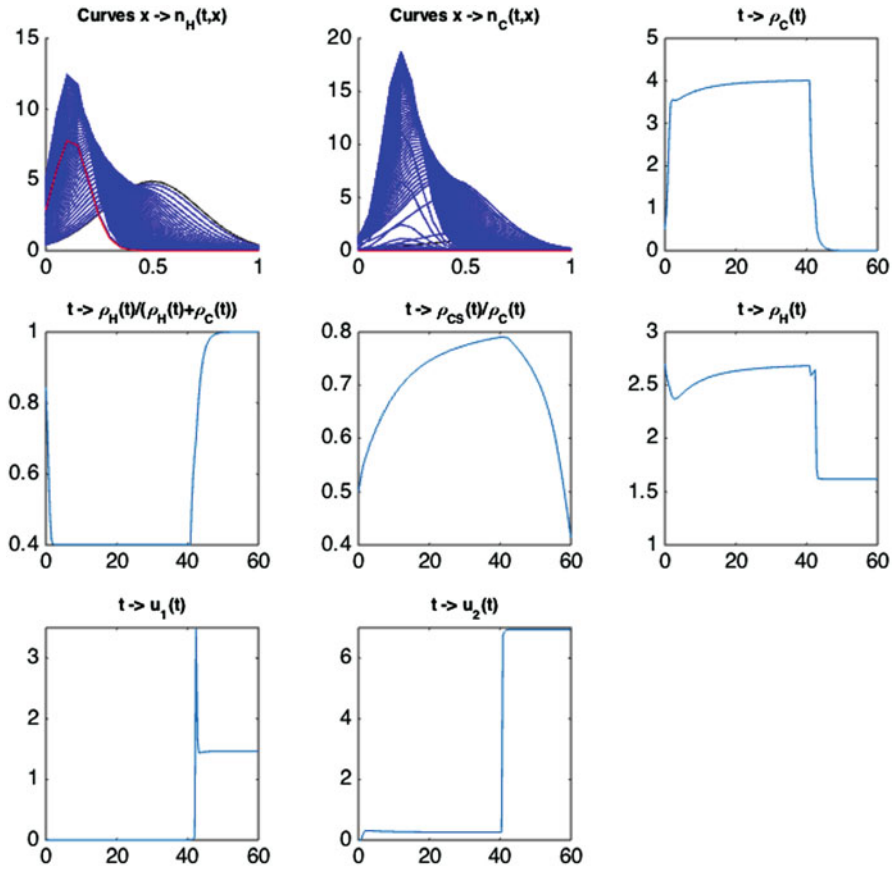 Curves x -> n_H(t,x)
15
10
5
0
0 0.5 1
Curves x -> n_C(t,x)
20
15
10
5
0
0 0.5 1
t -> ρ_C(t)
5
4
3
2
1
0
0 20 40 60
t -> ρ_H(t)/(ρ_H(t)+ρ_C(t))
1
0.8
0.6
0.4
0 20 40 60
t -> ρ_CS(t)/ρ_C(t)
0.8
0.7
0.6
0.5
0.4
0 20 40 60
t -> ρ_H(t)
3
2.5
2
1.5
1
0 20 40 60
t -> u_1(t)
3
2
1
0
0 20 40 60
t -> u_2(t)
6
4
2
0
0 20 40 60